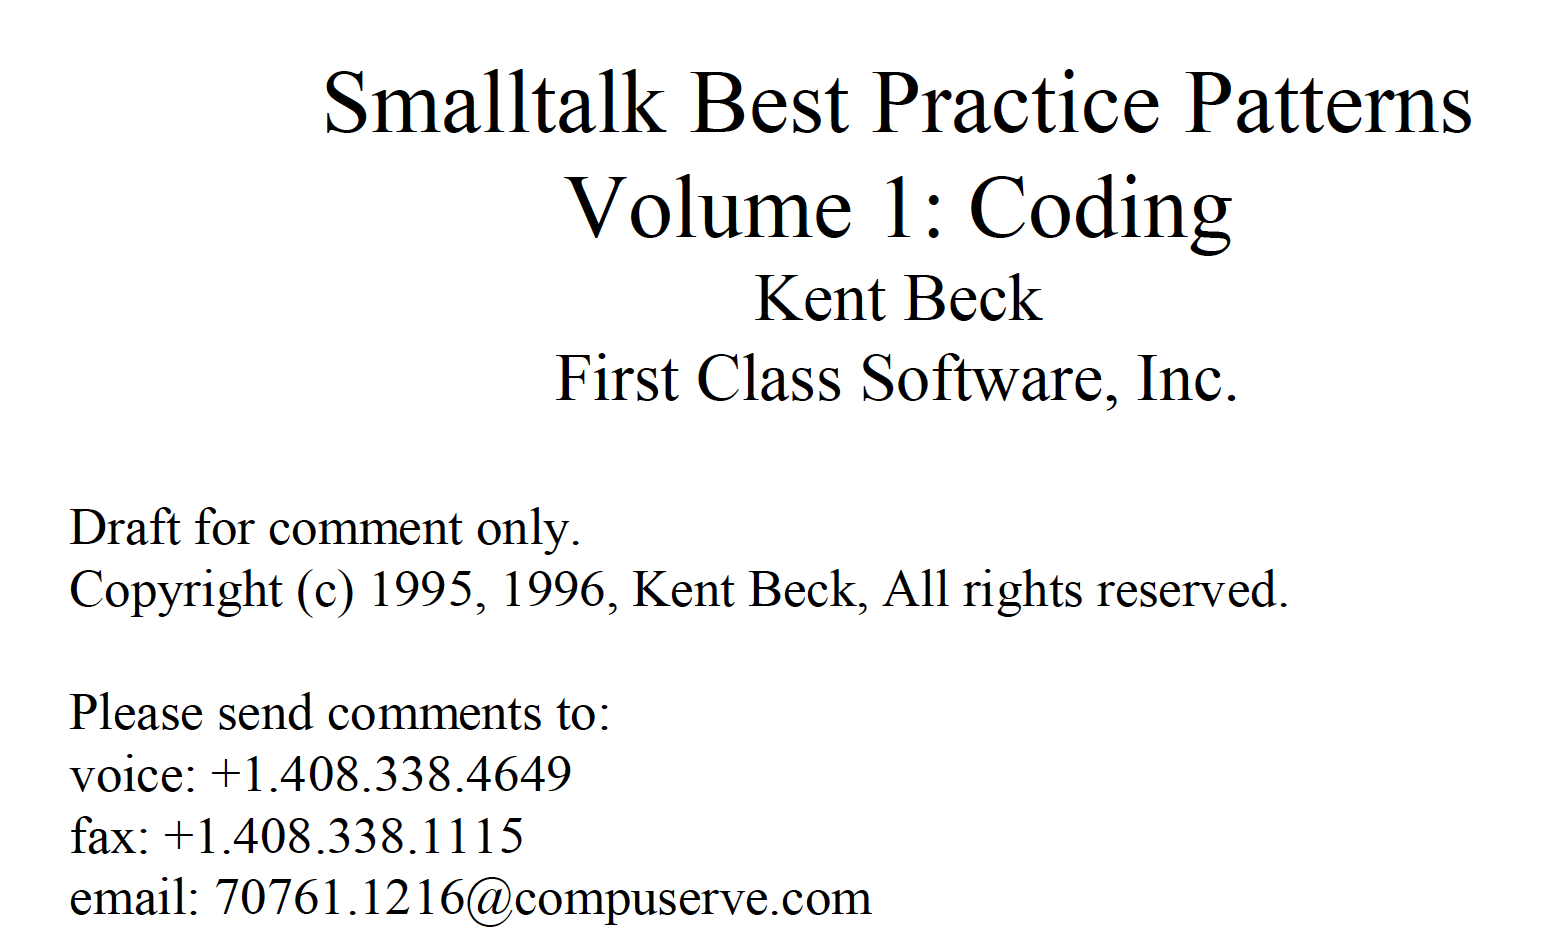 Smalltalk Best Practice Patterns
Volume 1: Coding
Kent Beck
First Class Software, Inc.
Draft for comment only.
Copyright (c) 1995, 1996, Kent Beck, All rights reserved.
Please send comments to:
voice: +1.408.338.4649
fax: +1.408.338.1115
email: 70761.1216@compuserve.com